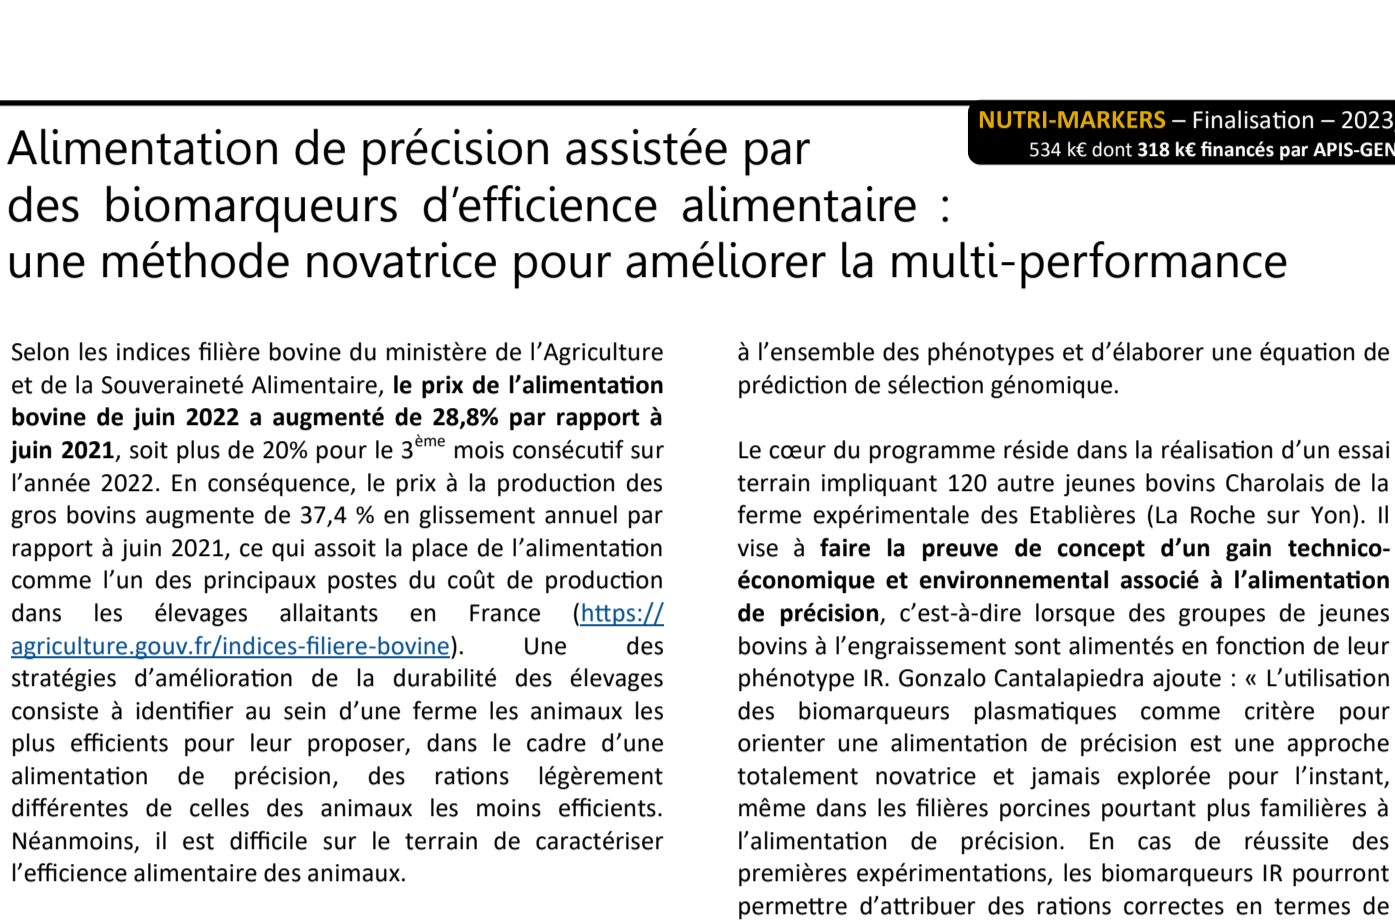 NUTRI-MARKERS – Finalisation – 2023
534 k€ dont 318 k€ financés par APIS-GEN
Alimentation de précision assistée par
des biomarqueurs d’efficience alimentaire :
une méthode novatrice pour améliorer la multi-performance
Selon les indices filière bovine du ministère de l’Agriculture
et de la Souveraineté Alimentaire, le prix de l’alimentation
bovine de juin 2022 a augmenté de 28,8% par rapport à
juin 2021, soit plus de 20% pour le 3ème mois consécutif sur
l’année 2022. En conséquence, le prix à la production des
gros bovins augmente de 37,4 % en glissement annuel par
rapport à juin 2021, ce qui assoit la place de l’alimentation
comme l’un des principaux postes du coût de production
dans les élevages allaitants en France (https://
agriculture.gouv.fr/indices-filiere-bovine). Une des
stratégies d’amélioration de la durabilité des élevages
consiste à identifier au sein d’une ferme les animaux les
plus efficients pour leur proposer, dans le cadre d’une
alimentation de précision, des rations légèrement
différentes de celles des animaux les moins efficients.
Néanmoins, il est difficile sur le terrain de caractériser
l’efficience alimentaire des animaux.
à l’ensemble des phénotypes et d’élaborer une équation de
prédiction de sélection génomique.
Le cœur du programme réside dans la réalisation d’un essai
terrain impliquant 120 autre jeunes bovins Charolais de la
ferme expérimentale des Etablières (La Roche sur Yon). Il
vise à faire la preuve de concept d’un gain technico-
économique et environnemental associé à l’alimentation
de précision, c’est-à-dire lorsque des groupes de jeunes
bovins à l’engraissement sont alimentés en fonction de leur
phénotype IR. Gonzalo Cantalapiedra ajoute : « L’utilisation
des biomarqueurs plasmatiques comme critère pour
orienter une alimentation de précision est une approche
totalement novatrice et jamais explorée pour l’instant,
même dans les filières porcines pourtant plus familières à
l’alimentation de précision. En cas de réussite des
premières expérimentations, les biomarqueurs IR pourront
permettre d’attribuer des rations correctes en termes de